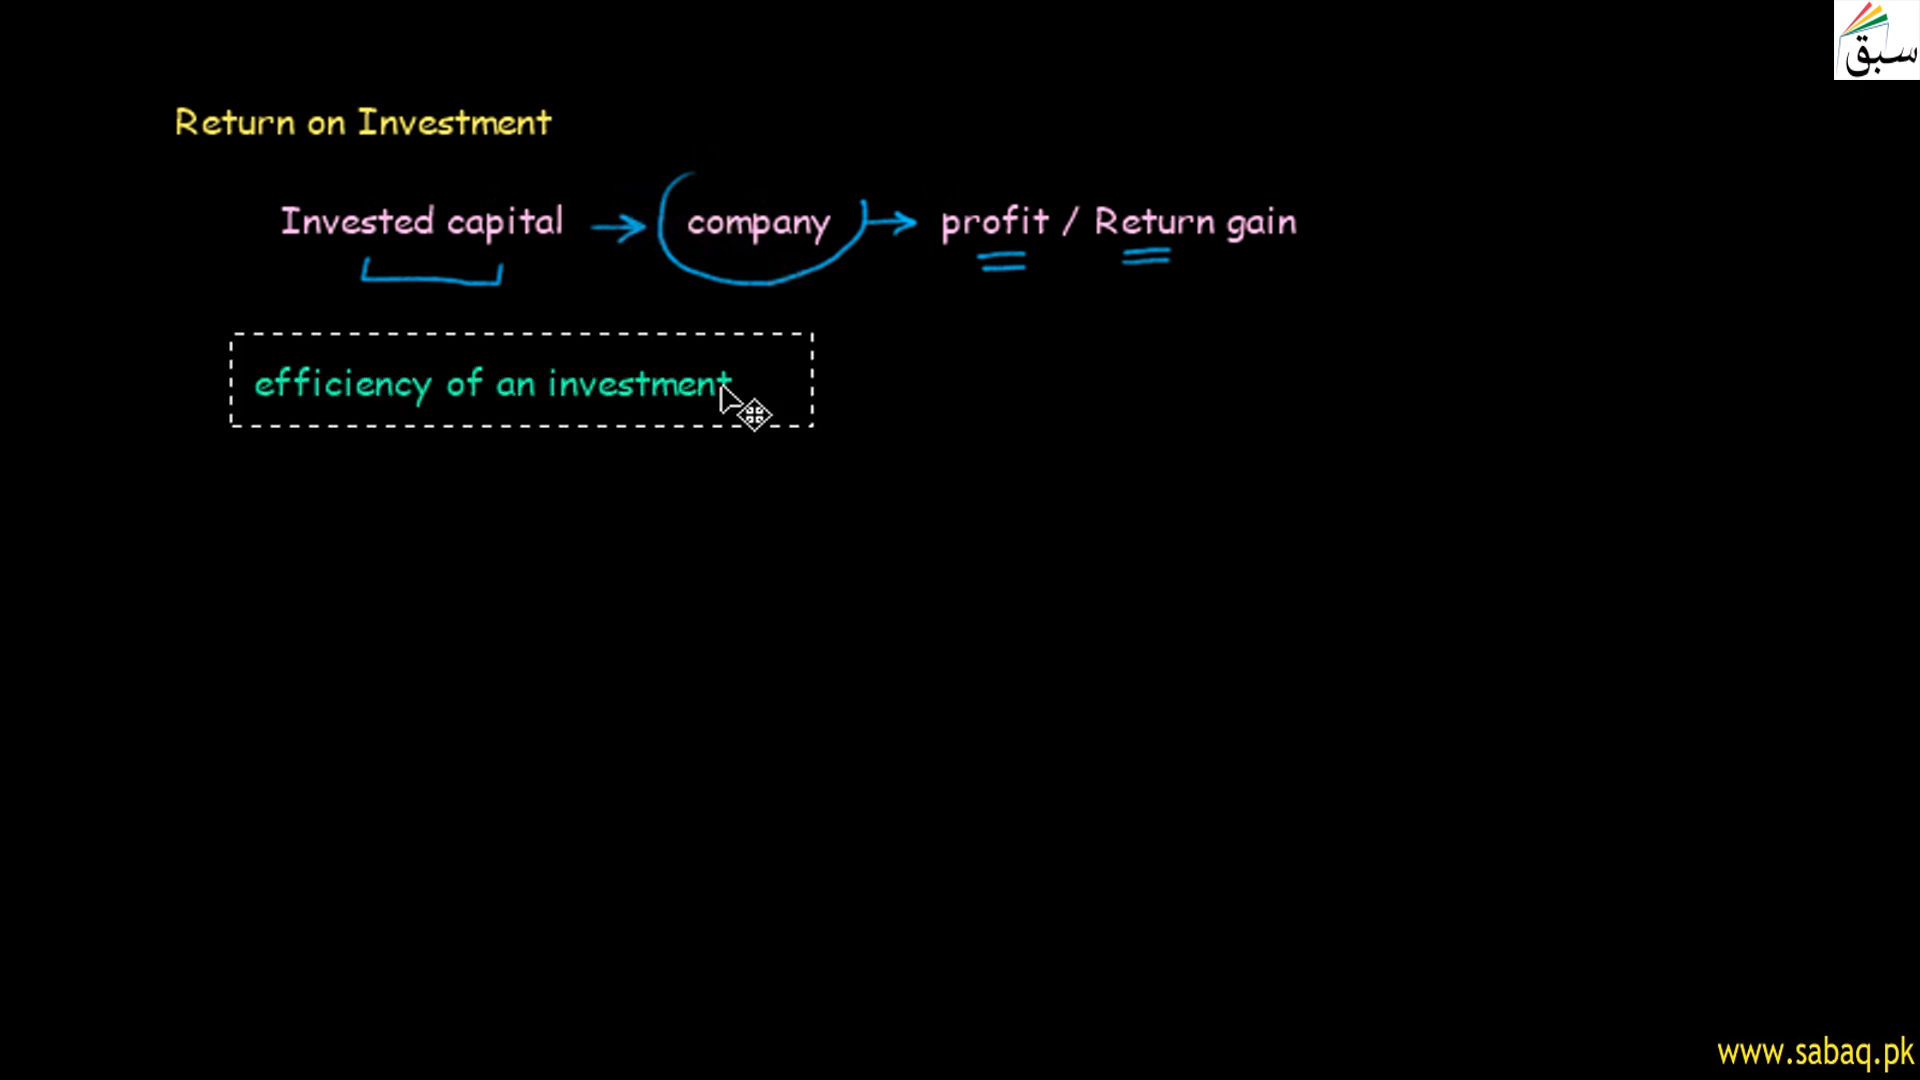 سبق
Return on Investment
Invested capital → company → profit / Return gain
efficiency of an investment
www.sabaq.pk